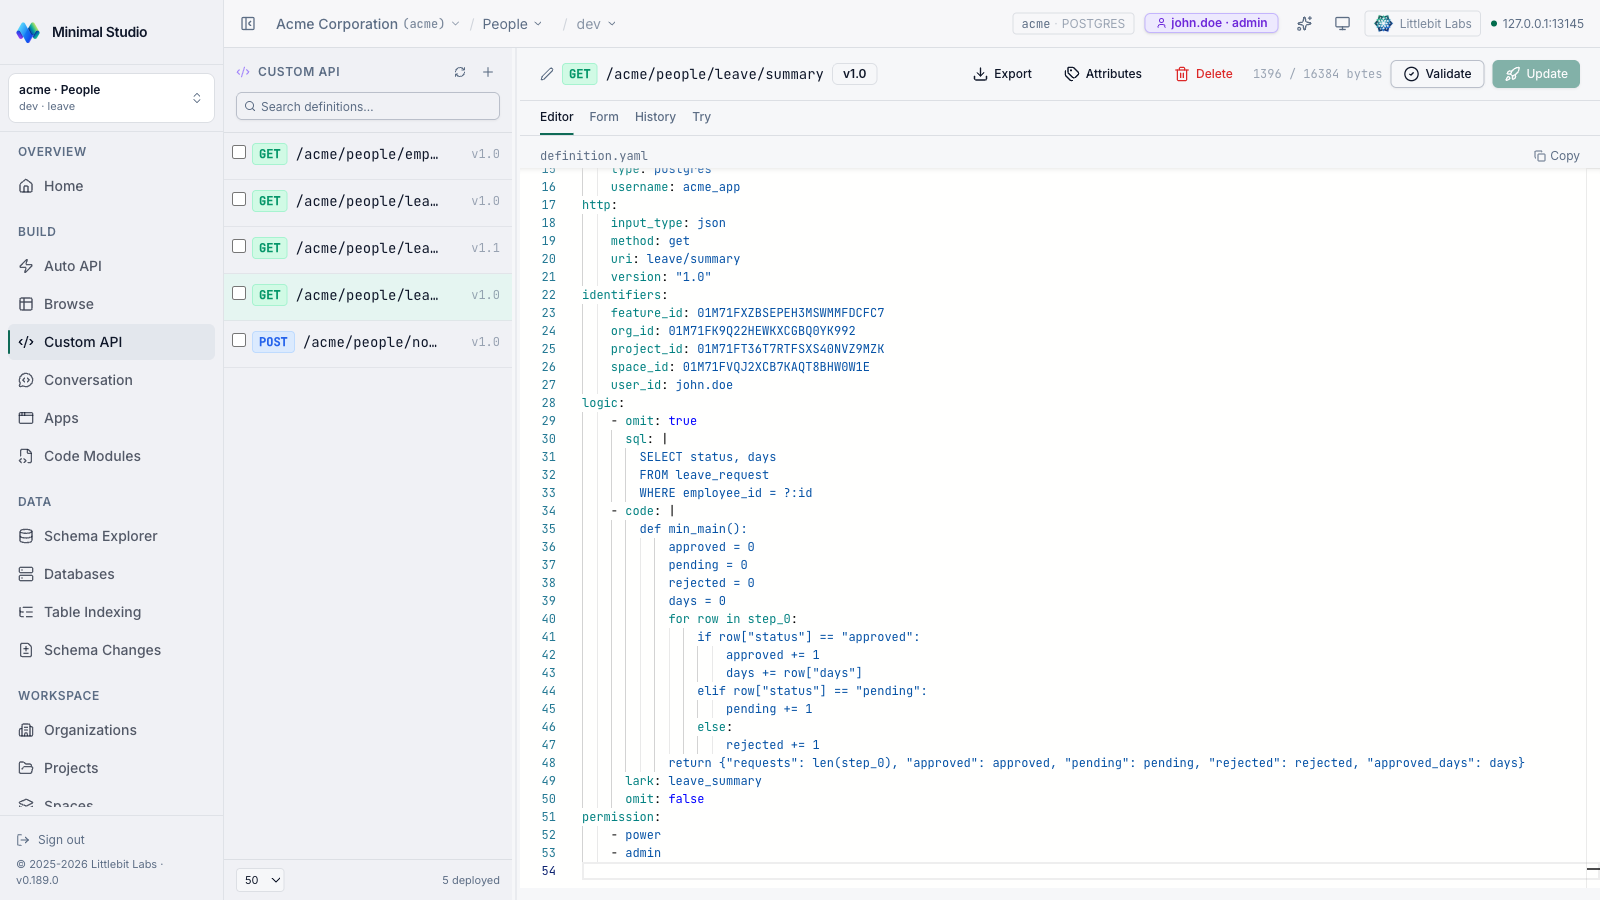 Minimal Studio
acme · People
dev · leave
OVERVIEW
Home
BUILD
Auto API
Browse
Custom API
Conversation
Apps
Code Modules
DATA
Schema Explorer
Databases
Table Indexing
Schema Changes
WORKSPACE
Organizations
Projects
Spaces
Sign out
© 2025-2026 Littlebit Labs ·
v0.189.0
Acme Corporation (acme) / People / dev
acme · POSTGRES
john.doe · admin
Littlebit Labs
127.0.0.1:13145
CUSTOM API
Search definitions...
GET /acme/people/emp… v1.0
GET /acme/people/lea… v1.0
GET /acme/people/lea… v1.1
GET /acme/people/lea… v1.0
POST /acme/people/no… v1.0
50
5 deployed
GET /acme/people/leave/summary v1.0
Export
Attributes
Delete
1396 / 16384 bytes
Validate
Update
Editor Form History Try
definition.yaml
Copy
15 type: postgres
16 username: acme_app
17 http:
18 input_type: json
19 method: get
20 uri: leave/summary
21 version: "1.0"
22 identifiers:
23 feature_id: 01M71FXZBSEPEH3MSWMMFDCFC7
24 org_id: 01M71FK9Q22HEWKXCGBQ0YK992
25 project_id: 01M71FT36T7RTFSXS40NVZ9MZK
26 space_id: 01M71FVQJ2XCB7KAQT8BHW0W1E
27 user_id: john.doe
28 logic:
29 - omit: true
30 sql: |
31 SELECT status, days
32 FROM leave_request
33 WHERE employee_id = ?:id
34 - code: |
35 def min_main():
36 approved = 0
37 pending = 0
38 rejected = 0
39 days = 0
40 for row in step_0:
41 if row["status"] == "approved":
42 approved += 1
43 days += row["days"]
44 elif row["status"] == "pending":
45 pending += 1
46 else:
47 rejected += 1
48 return {"requests": len(step_0), "approved": approved, "pending": pending, "rejected": rejected, "approved_days": days}
49 lark: leave_summary
50 omit: false
51 permission:
52 - power
53 - admin
54